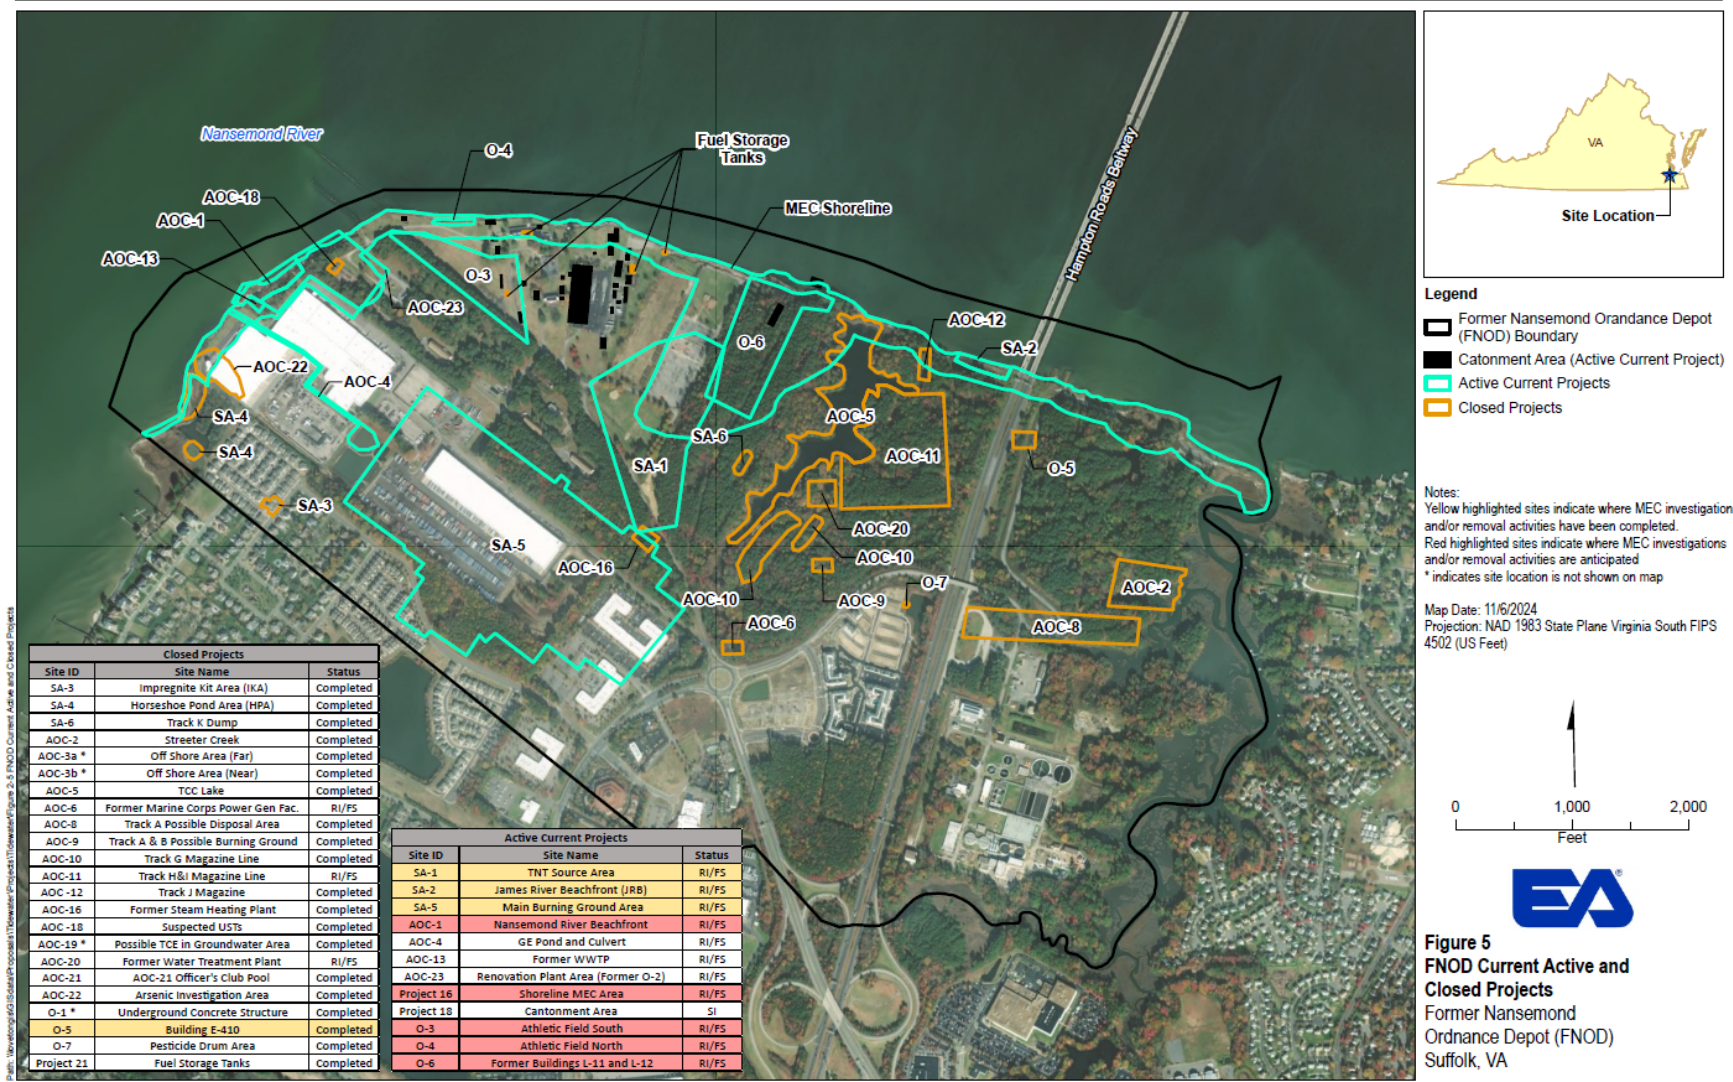 Nansemond River
O-4
Fuel Storage
Tanks
Hampton Roads Beltway
AOC-18
AOC-1
MEC Shoreline
AOC-13
O-3
AOC-23
AOC-12
O-6
SA-2
AOC-22
AOC-4
SA-4
AOC-5
SA-6
SA-4
AOC-11
O-5
SA-1
SA-3
AOC-20
SA-5
AOC-10
AOC-16
O-7
AOC-2
AOC-10
AOC-9
AOC-6
AOC-8
Closed Projects
Site ID Site Name Status
SA-3 Impregnite Kit Area (IKA) Completed
SA-4 Horseshoe Pond Area (HPA) Completed
SA-6 Track K Dump Completed
AOC-2 Streeter Creek Completed
AOC-3a * Off Shore Area (Far) Completed
AOC-3b * Off Shore Area (Near) Completed
AOC-5 TCC Lake Completed
AOC-6 Former Marine Corps Power Gen Fac. RI/FS
AOC-8 Track A Possible Disposal Area Completed
AOC-9 Track A & B Possible Burning Ground Completed
AOC-10 Track G Magazine Line Completed
AOC-11 Track H&I Magazine Line RI/FS
AOC -12 Track J Magazine Completed
AOC-16 Former Steam Heating Plant Completed
AOC -18 Suspected USTs Completed
AOC-19 * Possible TCE in Groundwater Area Completed
AOC-20 Former Water Treatment Plant RI/FS
AOC-21 AOC-21 Officer's Club Pool Completed
AOC-22 Arsenic Investigation Area Completed
O-1 * Underground Concrete Structure Completed
O-5 Building E-410 Completed
O-7 Pesticide Drum Area Completed
Project 21 Fuel Storage Tanks Completed
Active Current Projects
Site ID Site Name Status
SA-1 TNT Source Area RI/FS
SA-2 James River Beachfront (JRB) RI/FS
SA-5 Main Burning Ground Area RI/FS
AOC-1 Nansemond River Beachfront RI/FS
AOC-4 GE Pond and Culvert RI/FS
AOC-13 Former WWTP RI/FS
AOC-23 Renovation Plant Area (Former O-2) RI/FS
Project 16 Shoreline MEC Area RI/FS
Project 18 Cantonment Area SI
O-3 Athletic Field South RI/FS
O-4 Athletic Field North RI/FS
O-6 Former Buildings L-11 and L-12 RI/FS
VA
Site Location
Legend
Former Nansemond Orandance Depot
(FNOD) Boundary
Catonment Area (Active Current Project)
Active Current Projects
Closed Projects
Notes:
Yellow highlighted sites indicate where MEC investigation
and/or removal activities have been completed.
Red highlighted sites indicate where MEC investigations
and/or removal activities are anticipated
* indicates site location is not shown on map
Map Date: 11/6/2024
Projection: NAD 1983 State Plane Virginia South FIPS
4502 (US Feet)
0 1,000 2,000
Feet
EA
®
Figure 5
FNOD Current Active and
Closed Projects
Former Nansemond
Ordnance Depot (FNOD)
Suffolk, VA